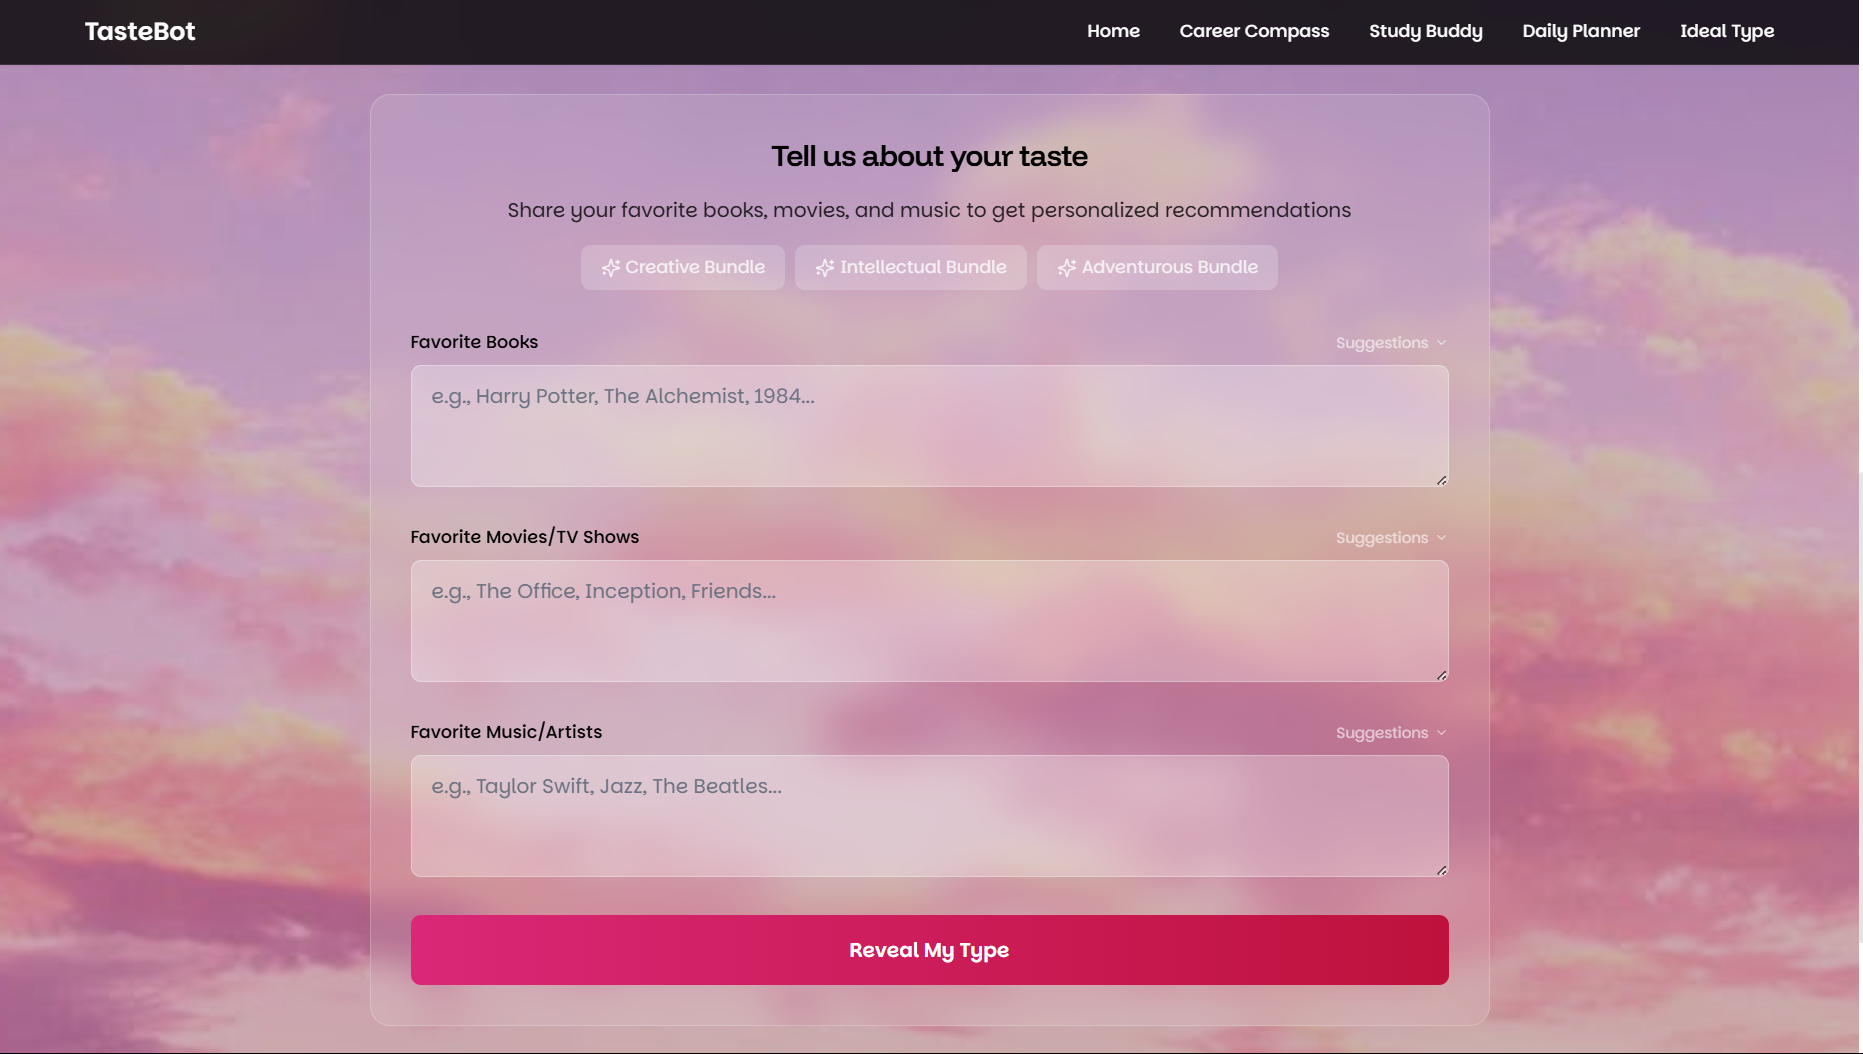 TasteBot
Home Career Compass Study Buddy Daily Planner Ideal Type
Tell us about your taste
Share your favorite books, movies, and music to get personalized recommendations
Creative Bundle Intellectual Bundle Adventurous Bundle
Favorite Books Suggestions
e.g., Harry Potter, The Alchemist, 1984...
Favorite Movies/TV Shows Suggestions
e.g., The Office, Inception, Friends...
Favorite Music/Artists Suggestions
e.g., Taylor Swift, Jazz, The Beatles...
Reveal My Type